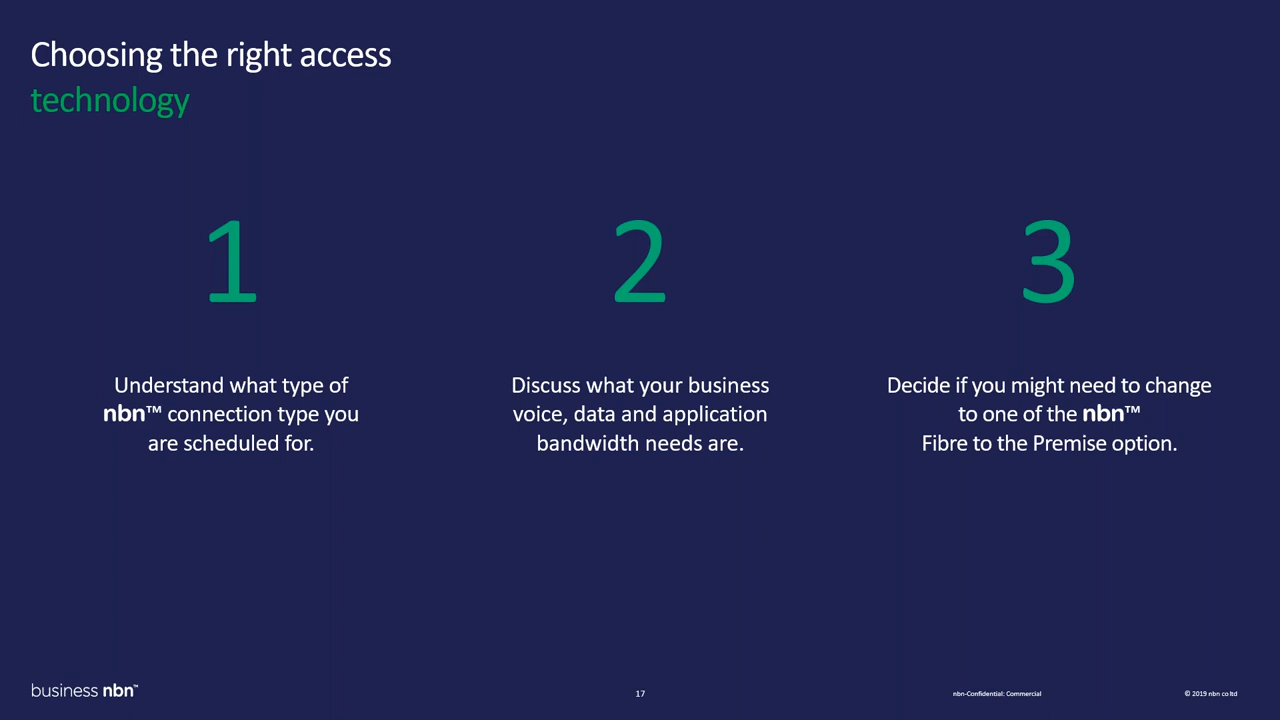 Choosing the right access
technology
1
Understand what type of
nbn™ connection type you
are scheduled for.
2
Discuss what your business
voice, data and application
bandwidth needs are.
3
Decide if you might need to change
to one of the nbn™
Fibre to the Premise option.
business nbn™
17
nbn-Confidential: Commercial
© 2019 nbn co ltd